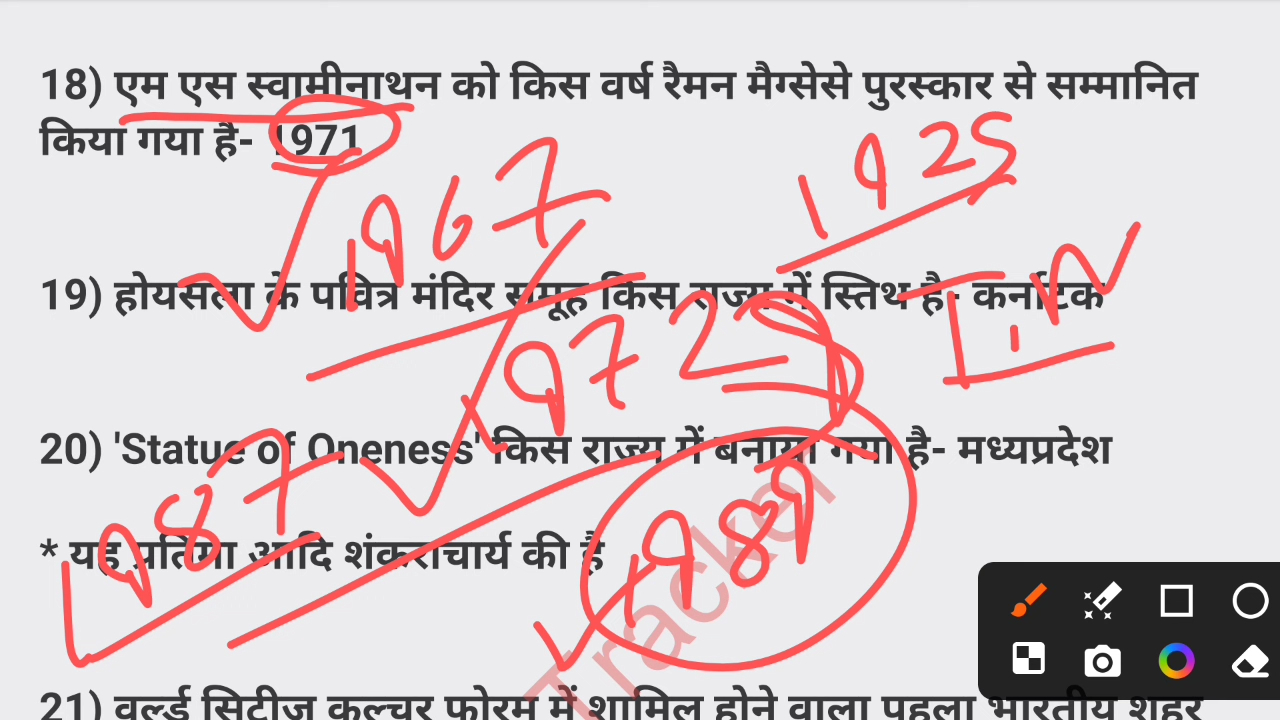 18) एम एस स्वामीनाथन को किस वर्ष रैमन मैग्सेसे पुरस्कार से सम्मानित
किया गया है- 1971
1925
1967
19) होयसला के पवित्र मंदिर समूह किस राज्य में स्तिथ है- कर्नाटक
T.N
1972
20) 'Statue of Oneness' किस राज्य में बनाया गया है- मध्यप्रदेश
1987
1989
* यह प्रतिमा आदि शंकराचार्य की है
Tracker
21) वर्ल्ड सिटीज कल्चर फोरम में शामिल होने वाला पहला भारतीय शहर